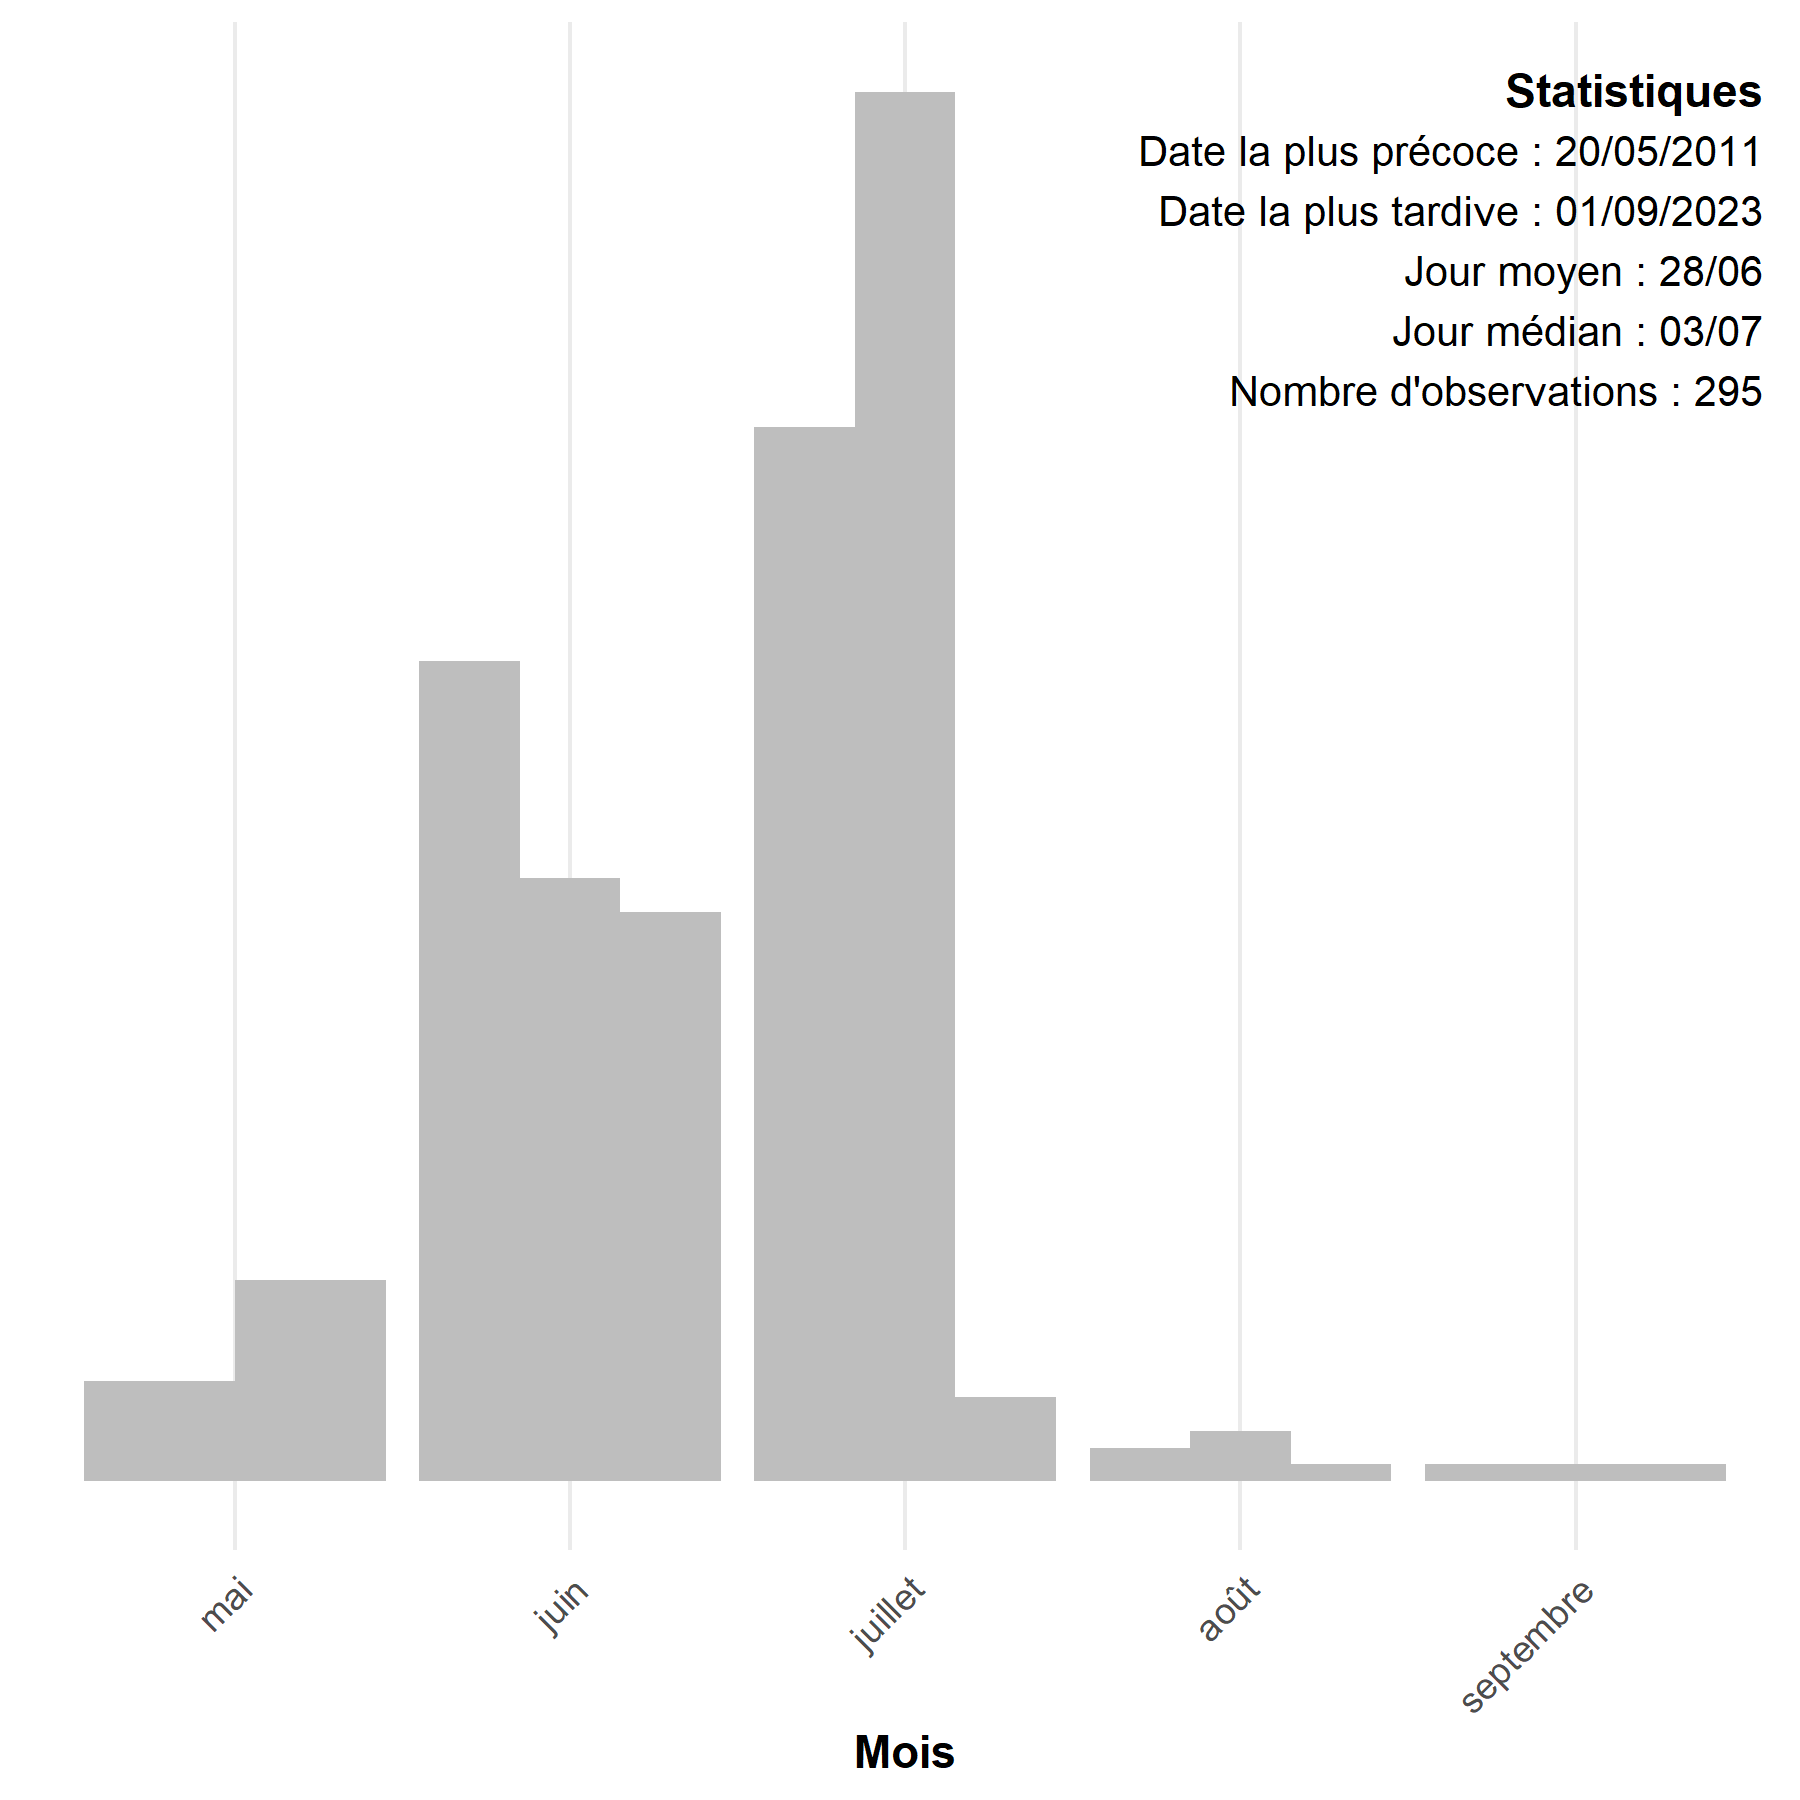 Statistiques
Date la plus précoce : 20/05/2011
Date la plus tardive : 01/09/2023
Jour moyen : 28/06
Jour médian : 03/07
Nombre d'observations : 295
mai
juin
juillet
août
septembre
Mois